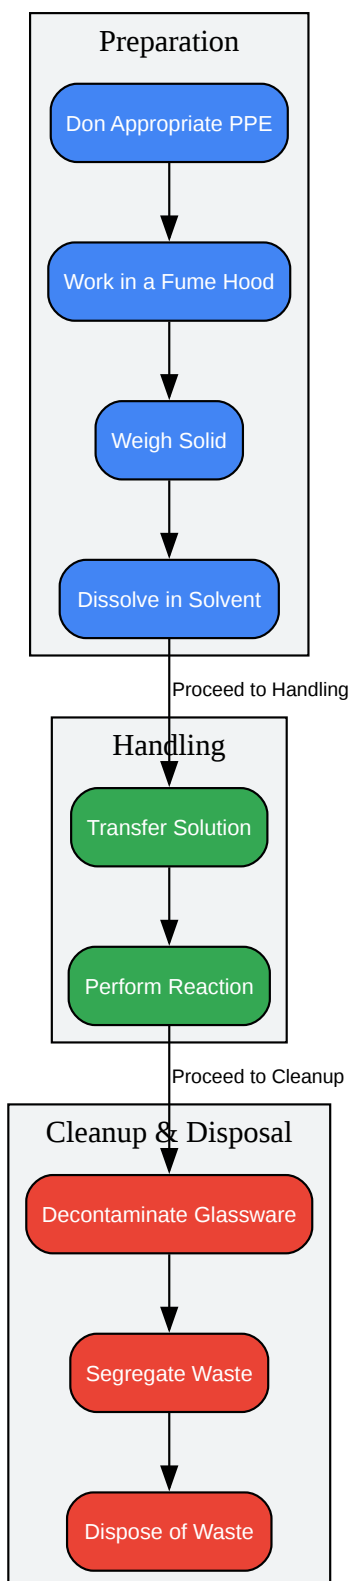 Preparation
Don Appropriate PPE
Work in a Fume Hood
Weigh Solid
Dissolve in Solvent
Proceed to Handling
Handling
Transfer Solution
Perform Reaction
Proceed to Cleanup
Cleanup & Disposal
Decontaminate Glassware
Segregate Waste
Dispose of Waste